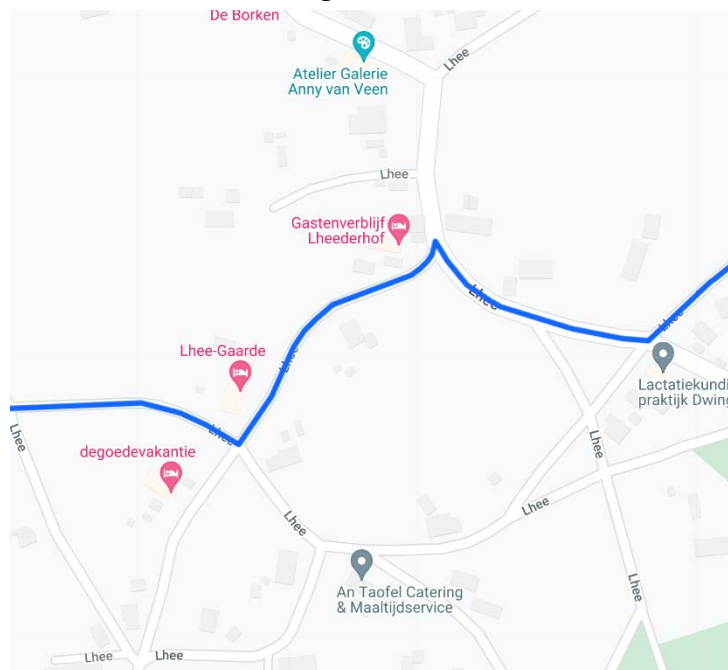 De Borken
Lhee
Atelier Galerie
Anny van Veen
Lhee
Gastenverblijf
Lheederhof
Lhee
Lhee
Lhee-Gaarde
Lhee
Lactatiekundi
praktijk Dwing
Lhee
Lhee
Lhee
degoedevakantie
Lhee
Lhee
An Taofel Catering
& Maaltijdservice
Lhee
Lhee
Lhee